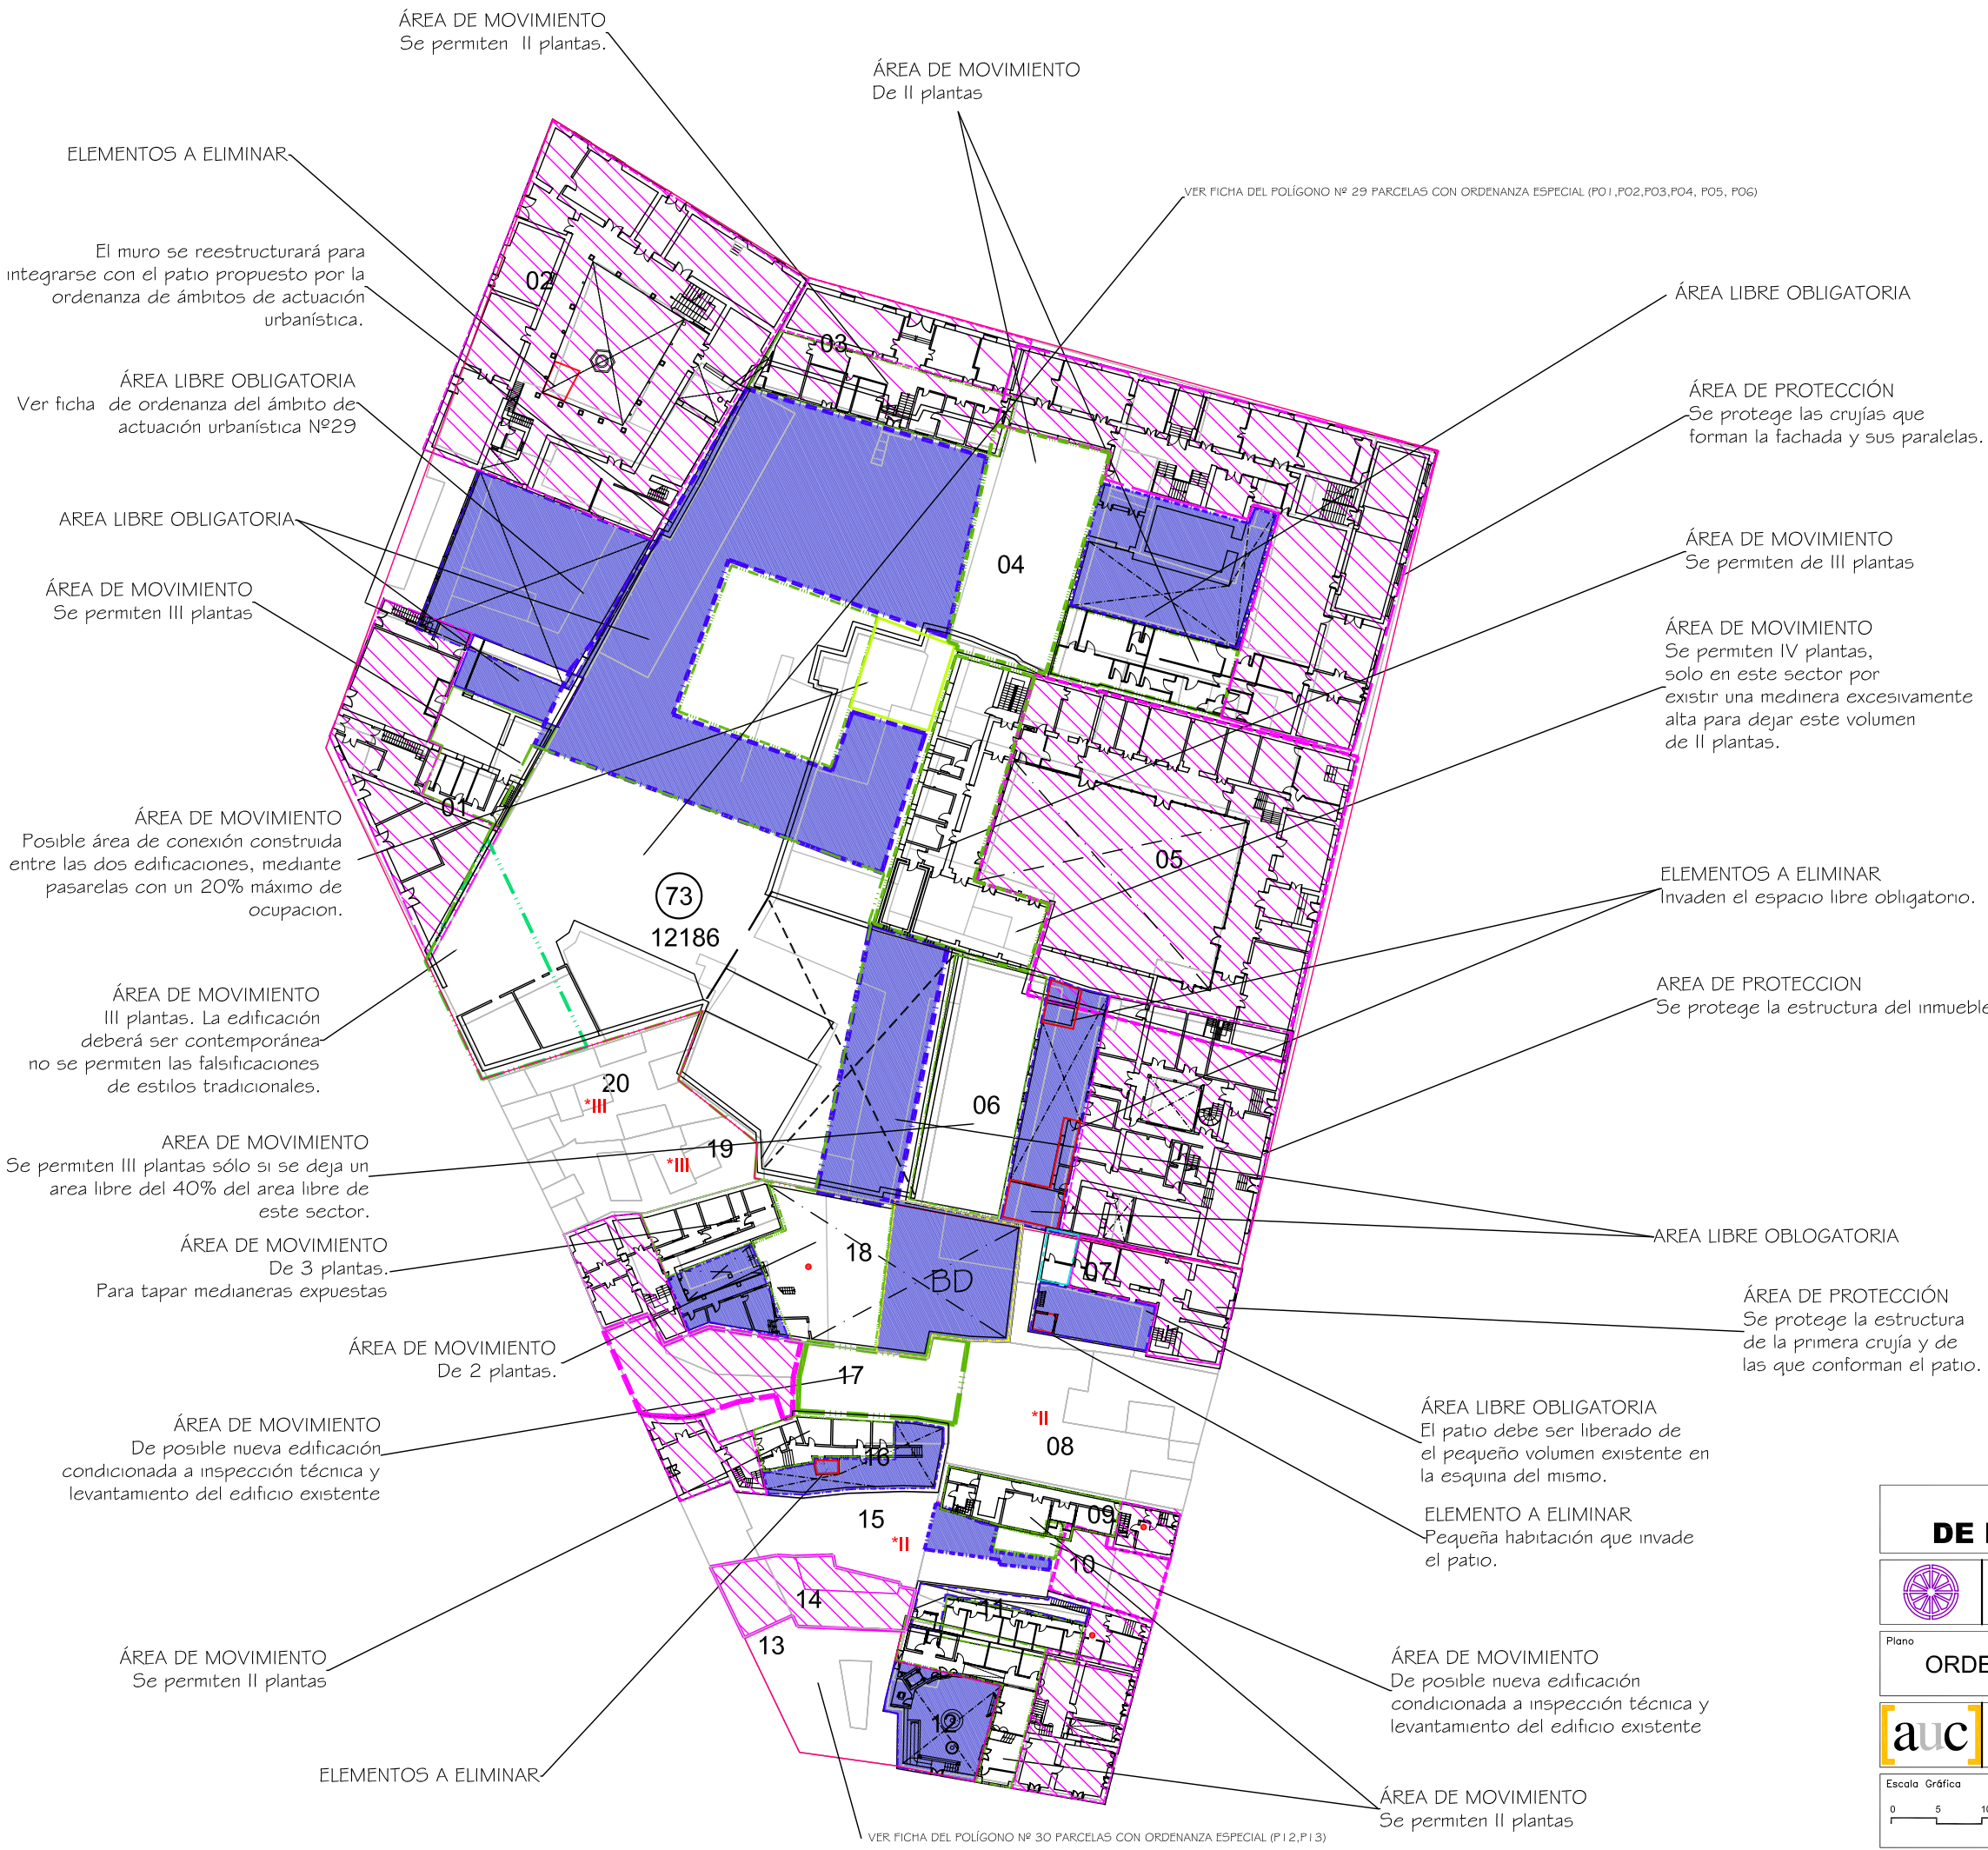 ÁREA DE MOVIMIENTO
Se permiten II plantas.
ÁREA DE MOVIMIENTO
De II plantas
ELEMENTOS A ELIMINAR
VER FICHA DEL POLÍGONO Nº 29 PARCELAS CON ORDENANZA ESPECIAL (P01,P02,P03,P04, P05, P06)
El muro se reestructurará para
integrarse con el patio propuesto por la
ordenanza de ámbitos de actuación
urbanística.
ÁREA LIBRE OBLIGATORIA
Ver ficha de ordenanza del ámbito de
actuación urbanística Nº29
AREA LIBRE OBLIGATORIA
ÁREA DE MOVIMIENTO
Se permiten III plantas
ÁREA DE MOVIMIENTO
Posible área de conexión construida
entre las dos edificaciones, mediante
pasarelas con un 20% máximo de
ocupacion.
ÁREA DE MOVIMIENTO
III plantas. La edificación
deberá ser contemporánea
no se permiten las falsificaciones
de estilos tradicionales.
AREA DE MOVIMIENTO
Se permiten III plantas sólo si se deja un
area libre del 40% del area libre de
este sector.
ÁREA DE MOVIMIENTO
De 3 plantas.
Para tapar medianeras expuestas
ÁREA DE MOVIMIENTO
De 2 plantas.
ÁREA DE MOVIMIENTO
De posible nueva edificación
condicionada a inspección técnica y
levantamiento del edificio existente
ÁREA DE MOVIMIENTO
Se permiten II plantas
ELEMENTOS A ELIMINAR
ÁREA LIBRE OBLIGATORIA
ÁREA DE PROTECCIÓN
Se protege las crujías que
forman la fachada y sus paralelas.
ÁREA DE MOVIMIENTO
Se permiten de III plantas
ÁREA DE MOVIMIENTO
Se permiten IV plantas,
solo en este sector por
existir una medinera excesivamente
alta para dejar este volumen
de II plantas.
ELEMENTOS A ELIMINAR
Invaden el espacio libre obligatorio.
AREA DE PROTECCION
Se protege la estructura del inmueble
AREA LIBRE OBLOGATORIA
ÁREA DE PROTECCIÓN
Se protege la estructura
de la primera crujía y de
las que conforman el patio.
ÁREA LIBRE OBLIGATORIA
El patio debe ser liberado de
el pequeño volumen existente en
la esquina del mismo.
ELEMENTO A ELIMINAR
Pequeña habitación que invade
el patio.
ÁREA DE MOVIMIENTO
De posible nueva edificación
condicionada a inspección técnica y
levantamiento del edificio existente
ÁREA DE MOVIMIENTO
Se permiten II plantas
VER FICHA DEL POLÍGONO Nº 30 PARCELAS CON ORDENANZA ESPECIAL (P12,P13)
02
03
04
01
05
73
12186
06
20
*III
19
*III
18
BD
07
17
*II
08
16
15
*II
09
10
14
11
13
12
DE
Plano
ORDE
[auc]
Escala Gráfica
0 5 10